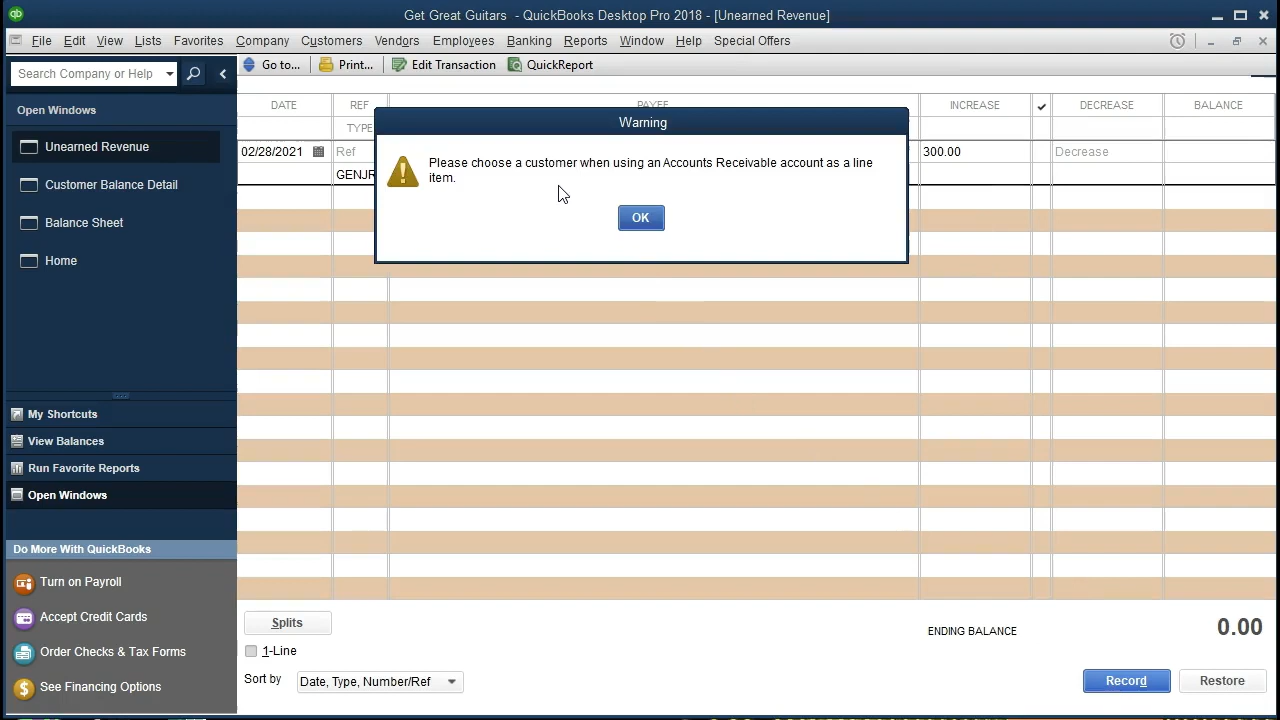 Get Great Guitars - QuickBooks Desktop Pro 2018 - [Unearned Revenue]
File Edit View Lists Favorites Company Customers Vendors Employees Banking Reports Window Help Special Offers
Search Company or Help
Go to... Print... Edit Transaction QuickReport
Open Windows
Unearned Revenue
Customer Balance Detail
Balance Sheet
Home
My Shortcuts
View Balances
Run Favorite Reports
Open Windows
Do More With QuickBooks
Turn on Payroll
Accept Credit Cards
Order Checks & Tax Forms
See Financing Options
DATE REF PAYEE INCREASE ✓ DECREASE BALANCE
TYPE
02/28/2021 Ref 300.00 Decrease
GENJR
Warning
Please choose a customer when using an Accounts Receivable account as a line
item.
OK
Splits
1-Line
Sort by Date, Type, Number/Ref
ENDING BALANCE 0.00
Record Restore